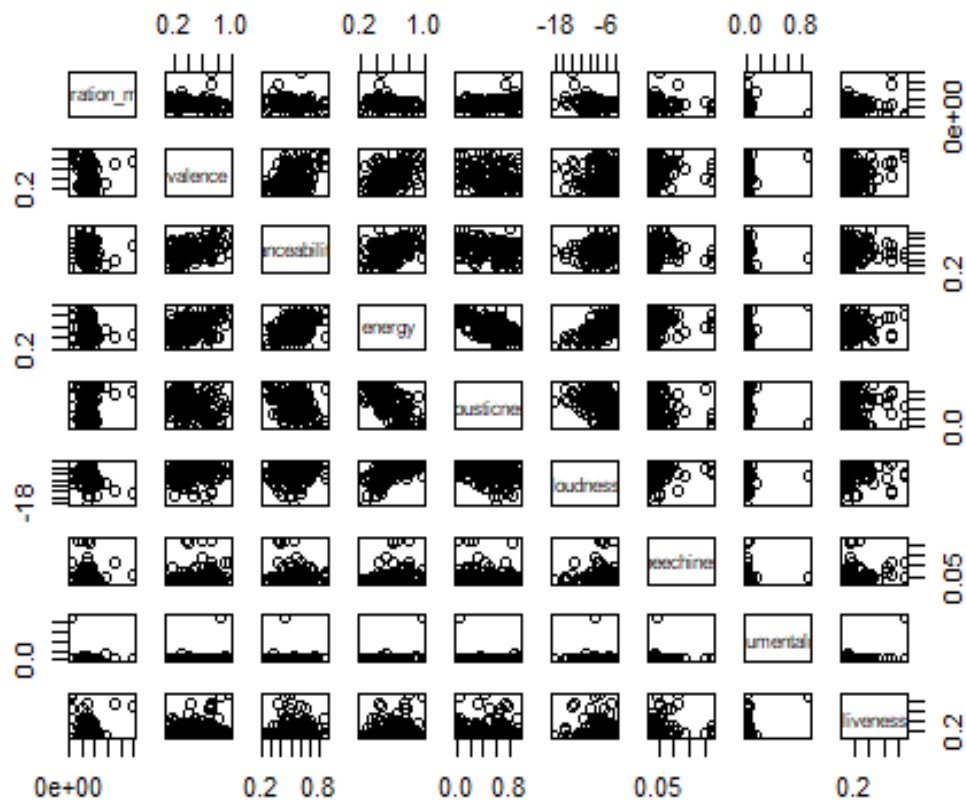 0.2 1.0 0.2 1.0 -18 -6 0.0 0.8
ration_m 0e+00
0.2 valence
nceabilit 0.2
0.2 energy
ousticne 0.0
-18 loudness
eechine 0.05
0.0 umentali
liveness 0.2
0e+00 0.2 0.8 0.0 0.8 0.05 0.2